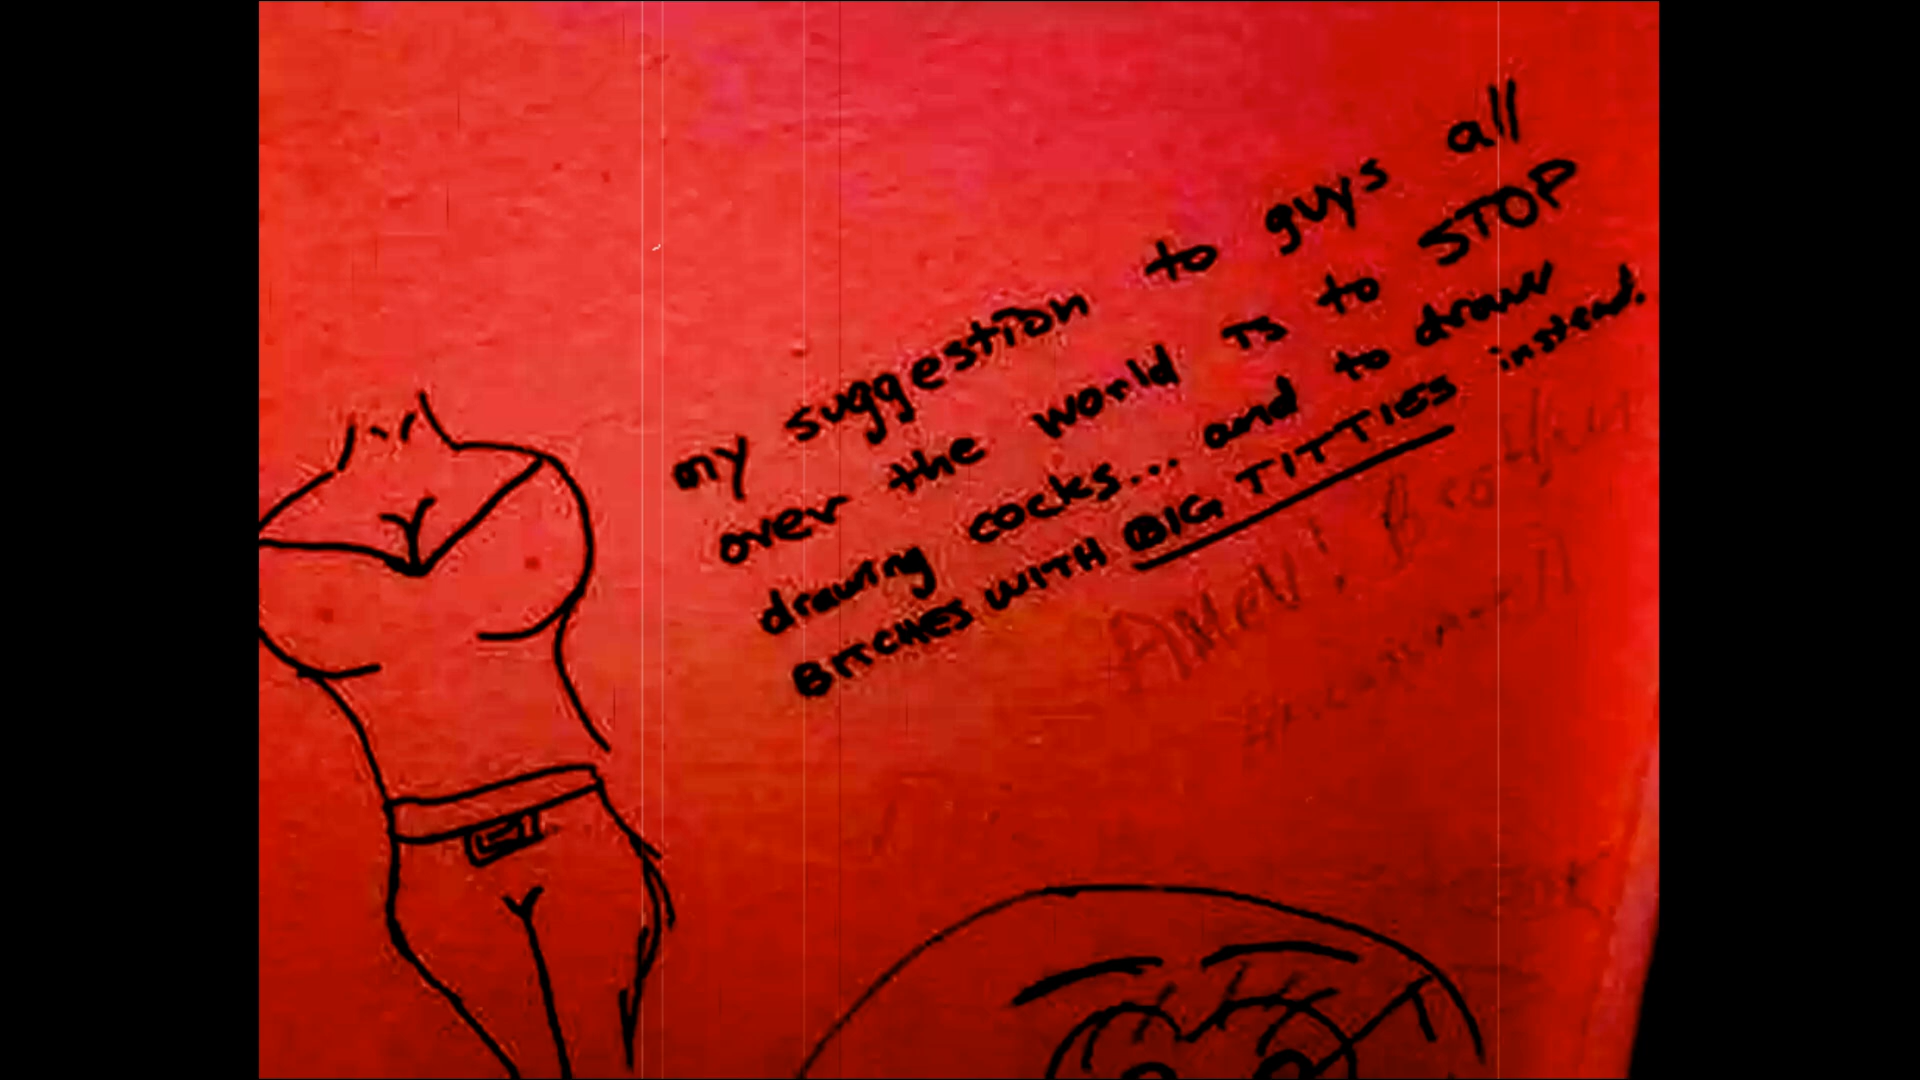 my suggestion to guys all
over the world is to STOP
drawing cocks... and to draw
BITCHES WITH BIG TITTIES instead.
AMeN! Brother